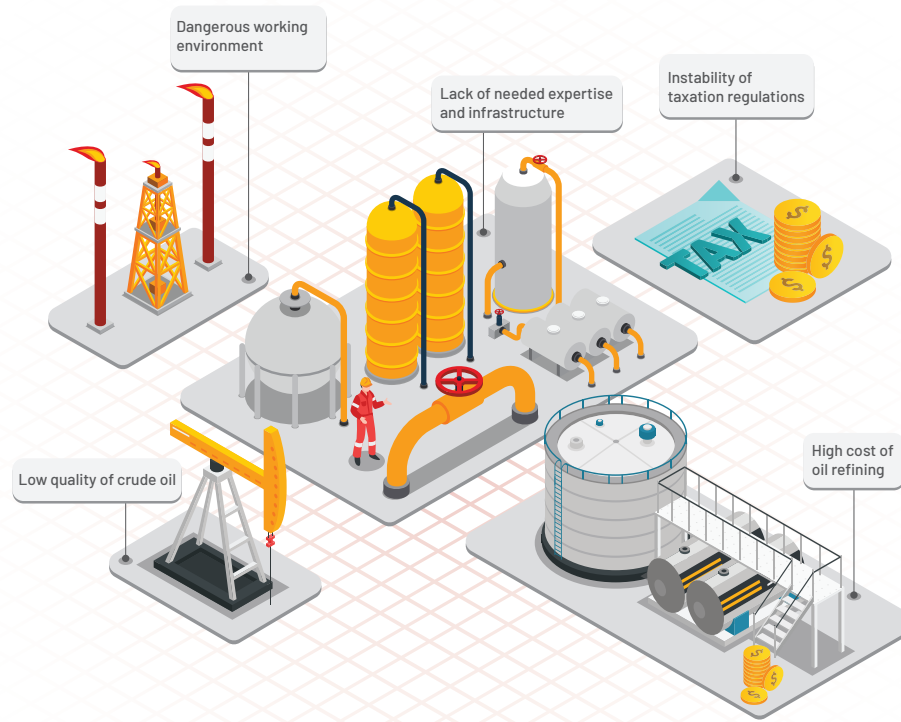 Dangerous working
environment
Lack of needed expertise
and infrastructure
Instability of
taxation regulations
TAX
$
$
$
Low quality of crude oil
High cost of
oil refining
$
$
$